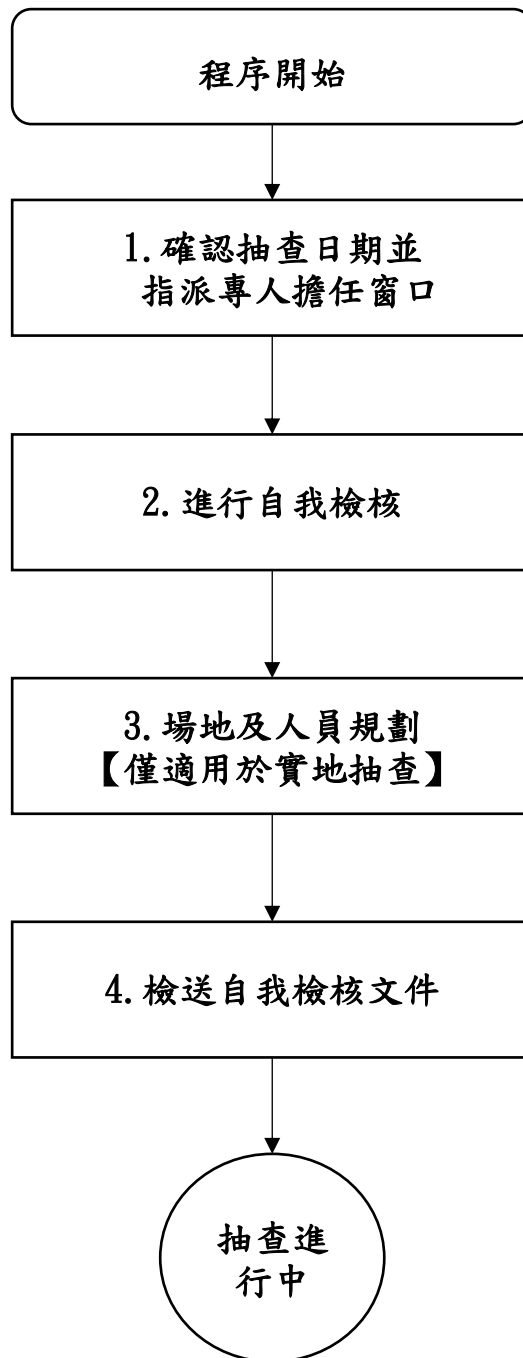 程序開始
1.確認抽查日期並
指派專人擔任窗口
2.進行自我檢核
3.場地及人員規劃
【僅適用於實地抽查】
4.檢送自我檢核文件
抽查進
行中